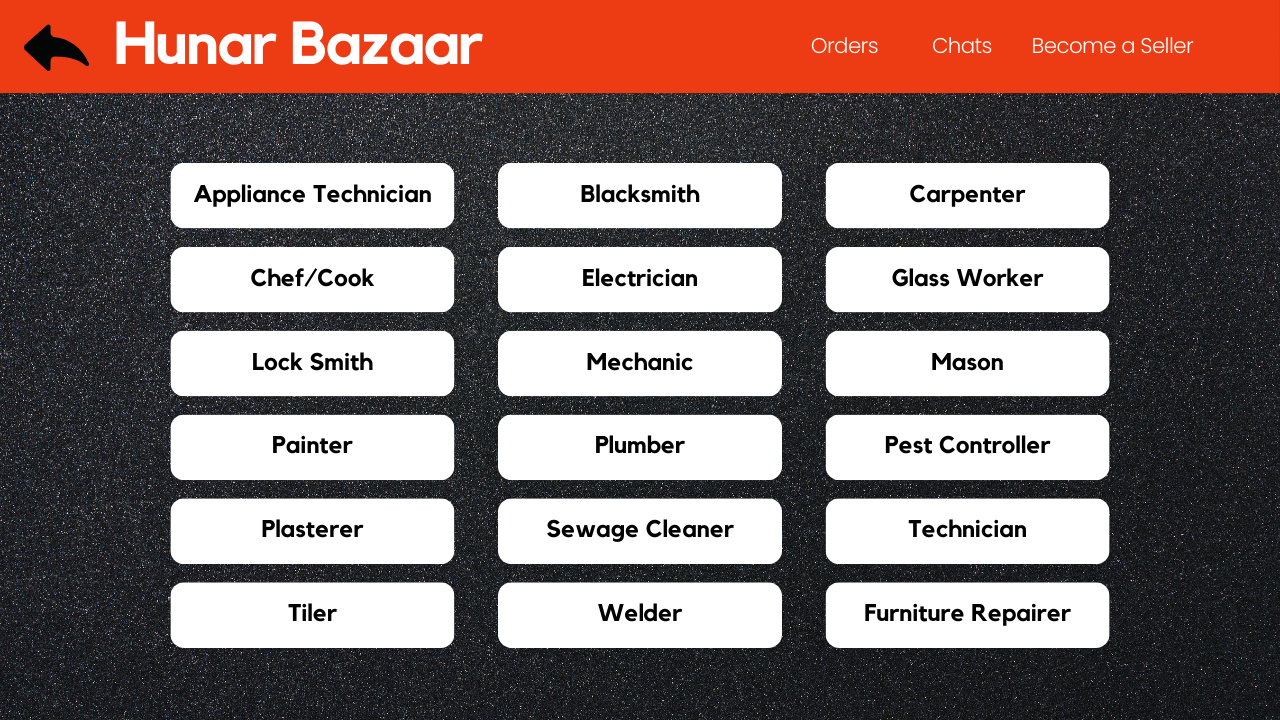 Hunar Bazaar
Orders
Chats
Become a Seller
Appliance Technician
Blacksmith
Carpenter
Chef/Cook
Electrician
Glass Worker
Lock Smith
Mechanic
Mason
Painter
Plumber
Pest Controller
Plasterer
Sewage Cleaner
Technician
Tiler
Welder
Furniture Repairer